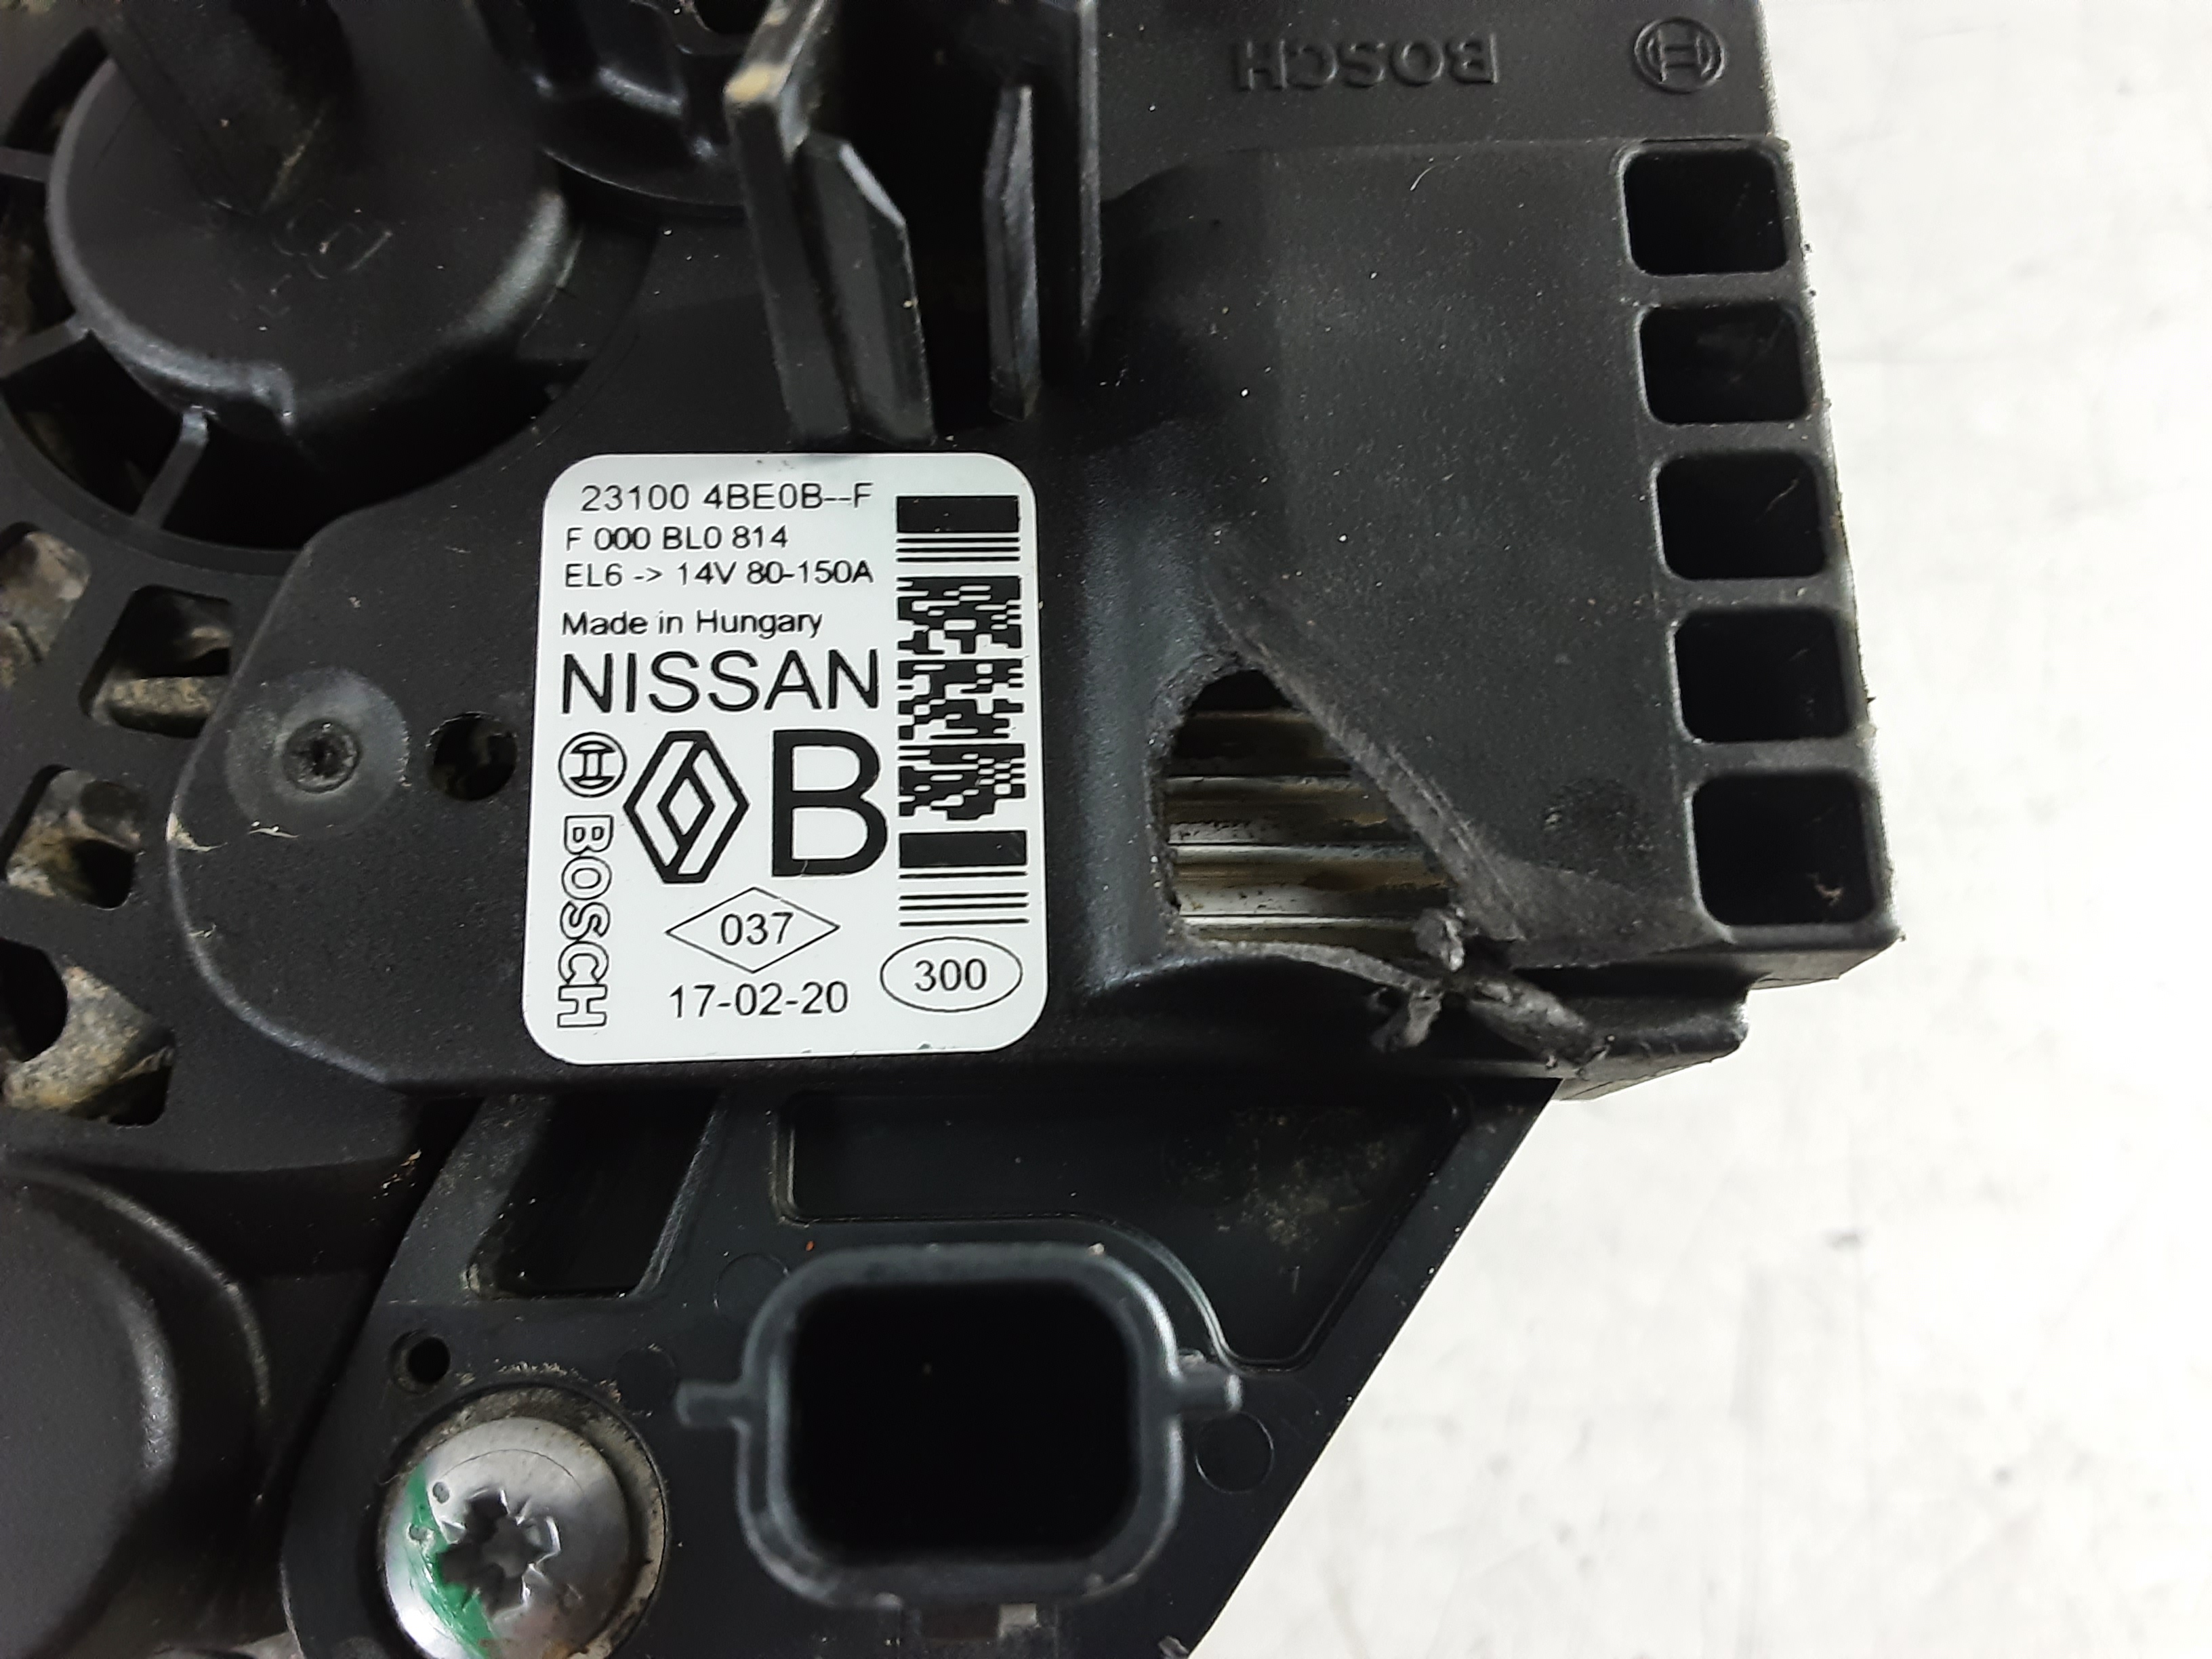 BOSCH
23100 4BE0B--F
F 000 BL0 814
EL6 -> 14V 80-150A
Made in Hungary
NISSAN
B
BOSCH
037
300
17-02-20